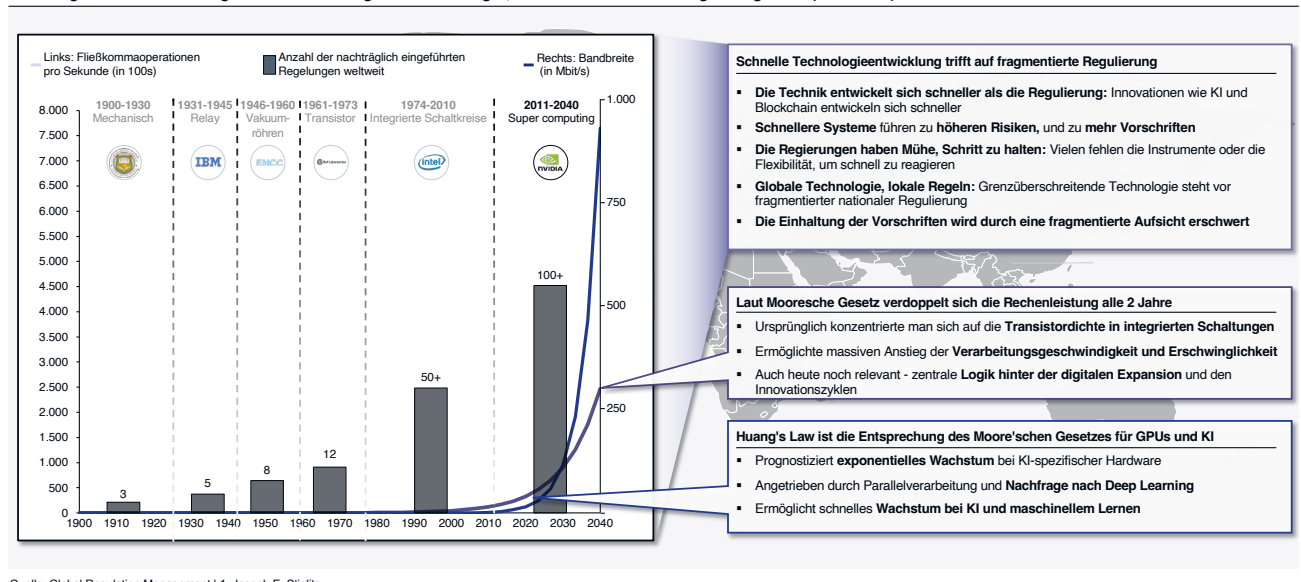 Links: Fließkommaoperationen
pro Sekunde (in 100s)
Anzahl der nachträglich eingeführten
Regelungen weltweit
Rechts: Bandbreite
(in Mbit/s)
8.000
7.500
7.000
6.500
6.000
5.500
5.000
4.500
4.000
3.500
3.000
2.500
2.000
1.500
1.000
500
0
1900-1930
Mechanisch
1931-1945
Relay
IBM
1946-1960
Vakuum-
röhren
EMCC
1961-1973
Transistor
1974-2010
Integrierte Schaltkreise
intel
2011-2040
Super computing
NVIDIA
1.000
750
500
250
3
5
8
12
50+
100+
1900 1910 1920 1930 1940 1950 1960 1970 1980 1990 2000 2010 2020 2030 2040
Schnelle Technologieentwicklung trifft auf fragmentierte Regulierung
▪ Die Technik entwickelt sich schneller als die Regulierung: Innovationen wie KI und
Blockchain entwickeln sich schneller
▪ Schnellere Systeme führen zu höheren Risiken, und zu mehr Vorschriften
▪ Die Regierungen haben Mühe, Schritt zu halten: Vielen fehlen die Instrumente oder die
Flexibilität, um schnell zu reagieren
▪ Globale Technologie, lokale Regeln: Grenzüberschreitende Technologie steht vor
fragmentierter nationaler Regulierung
▪ Die Einhaltung der Vorschriften wird durch eine fragmentierte Aufsicht erschwert
Laut Mooresche Gesetz verdoppelt sich die Rechenleistung alle 2 Jahre
▪ Ursprünglich konzentrierte man sich auf die Transistordichte in integrierten Schaltungen
▪ Ermöglichte massiven Anstieg der Verarbeitungsgeschwindigkeit und Erschwinglichkeit
▪ Auch heute noch relevant - zentrale Logik hinter der digitalen Expansion und den
Innovationszyklen
Huang's Law ist die Entsprechung des Moore'schen Gesetzes für GPUs und KI
▪ Prognostiziert exponentielles Wachstum bei KI-spezifischer Hardware
▪ Angetrieben durch Parallelverarbeitung und Nachfrage nach Deep Learning
▪ Ermöglicht schnelles Wachstum bei KI und maschinellem Lernen